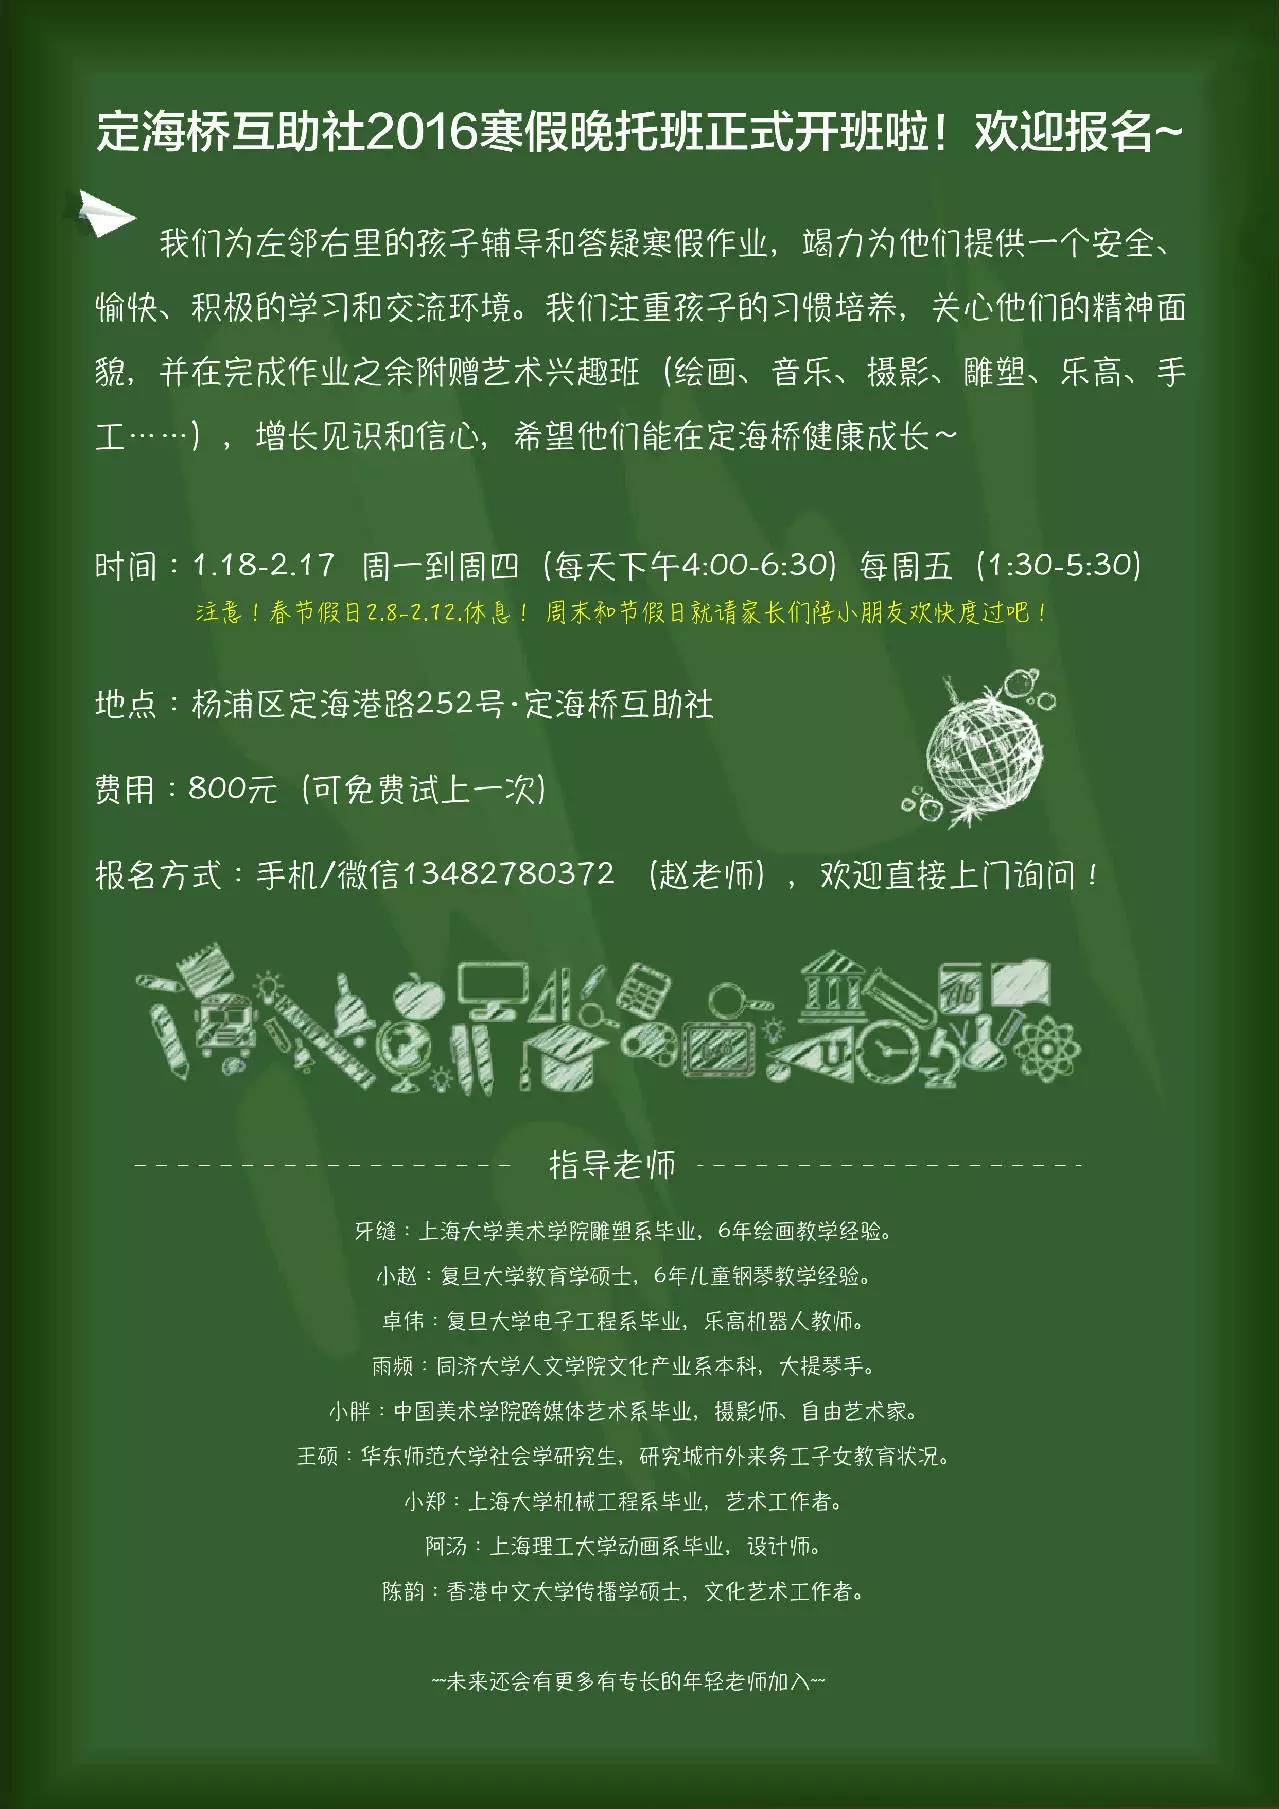 定海桥互助社2016寒假晚托班正式开班啦！欢迎报名~
我们为左邻右里的孩子辅导和答疑寒假作业，竭力为他们提供一个安全、
愉快、积极的学习和交流环境。我们注重孩子的习惯培养，关心他们的精神面
貌，并在完成作业之余附赠艺术兴趣班（绘画、音乐、摄影、雕塑、乐高、手
工……），增长见识和信心，希望他们能在定海桥健康成长～
时间：1.18-2.17 周一到周四（每天下午4:00-6:30）每周五（1:30-5:30）
注意！春节假日2.8-2.12.休息！ 周末和节假日就请家长们陪小朋友欢快度过吧！
地点：杨浦区定海港路252号·定海桥互助社
费用：800元（可免费试上一次）
报名方式：手机/微信13482780372 （赵老师），欢迎直接上门询问！
指导老师
牙缝：上海大学美术学院雕塑系毕业，6年绘画教学经验。
小赵：复旦大学教育学硕士，6年儿童钢琴教学经验。
卓伟：复旦大学电子工程系毕业，乐高机器人教师。
雨频：同济大学人文学院文化产业系本科，大提琴手。
小胖：中国美术学院跨媒体艺术系毕业，摄影师、自由艺术家。
王硕：华东师范大学社会学研究生，研究城市外来务工子女教育状况。
小郑：上海大学机械工程系毕业，艺术工作者。
阿汤：上海理工大学动画系毕业，设计师。
陈韵：香港中文大学传播学硕士，文化艺术工作者。
~~未来还会有更多有专长的年轻老师加入~~